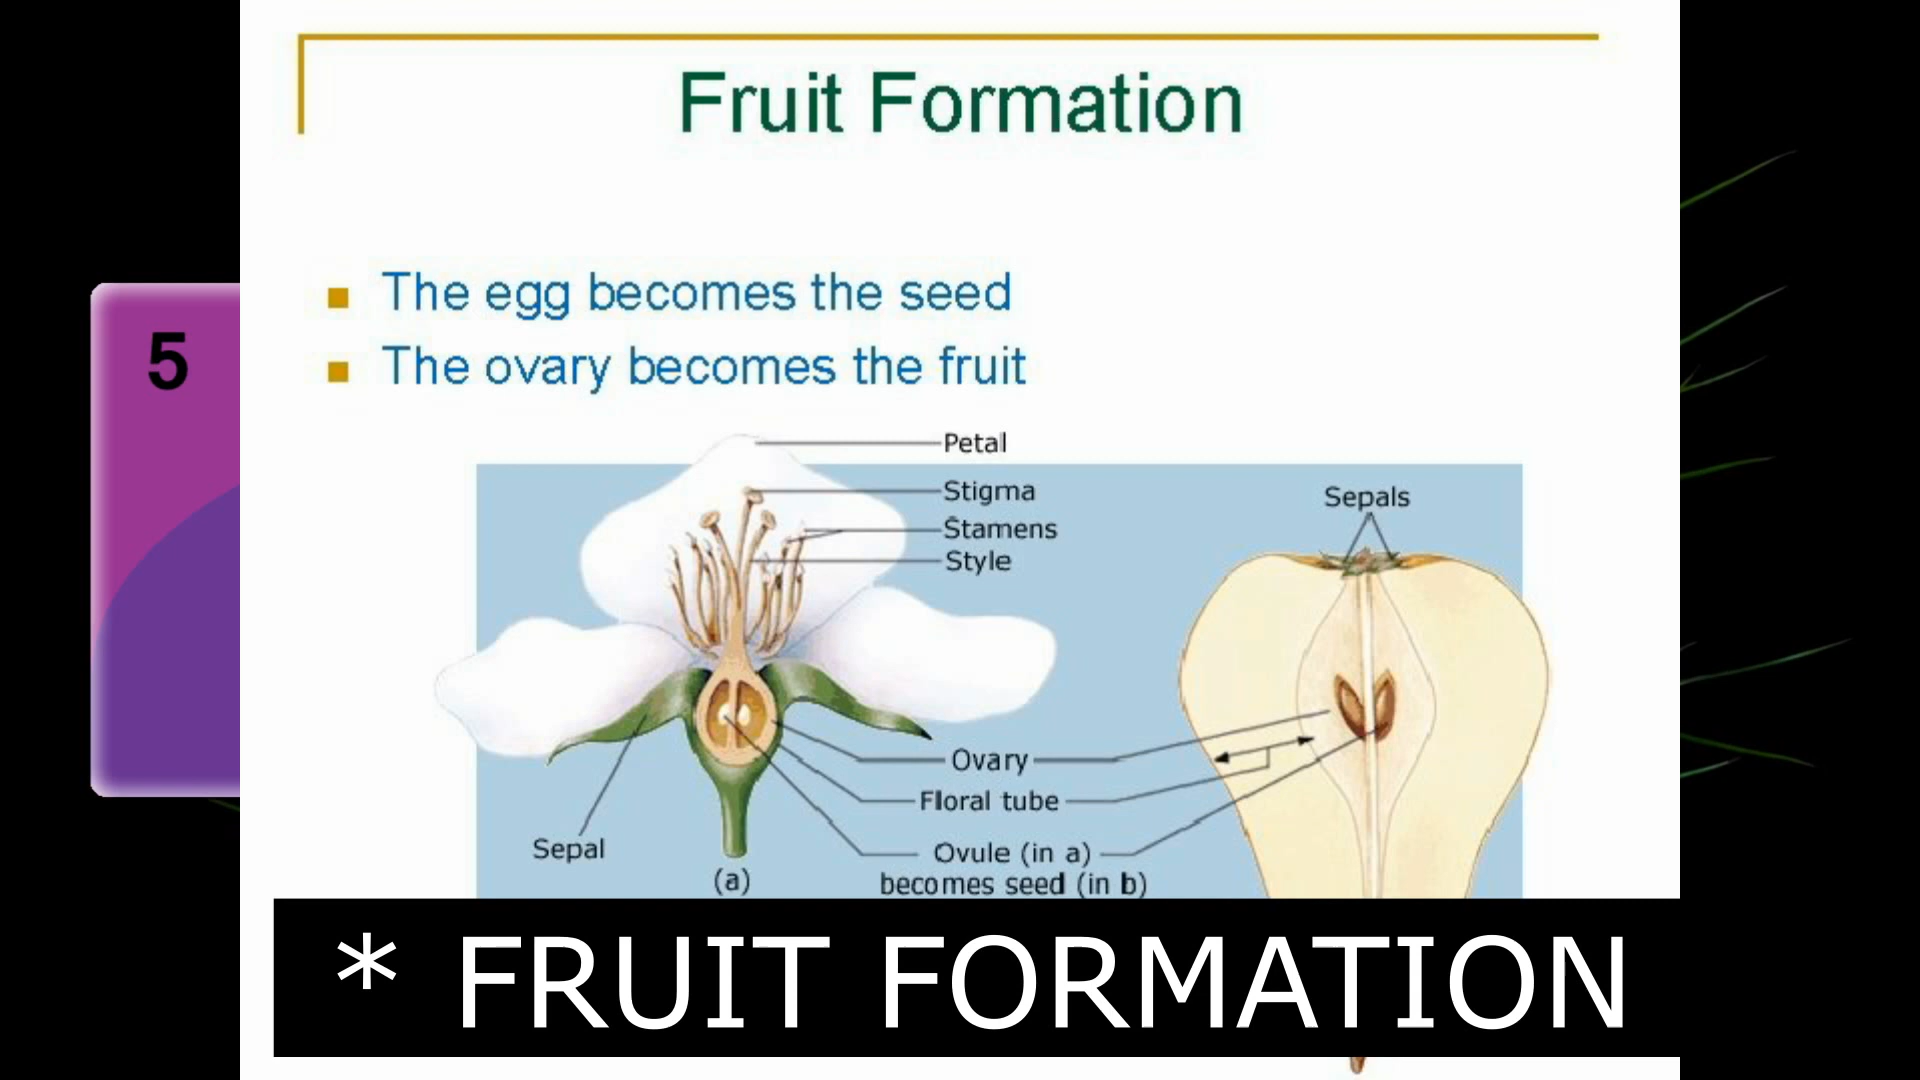 Fruit Formation
5
The egg becomes the seed
The ovary becomes the fruit
Petal
Stigma
Stamens
Style
Sepals
Ovary
Floral tube
Sepal
Ovule (in a)
becomes seed (in b)
(a)
* FRUIT FORMATION